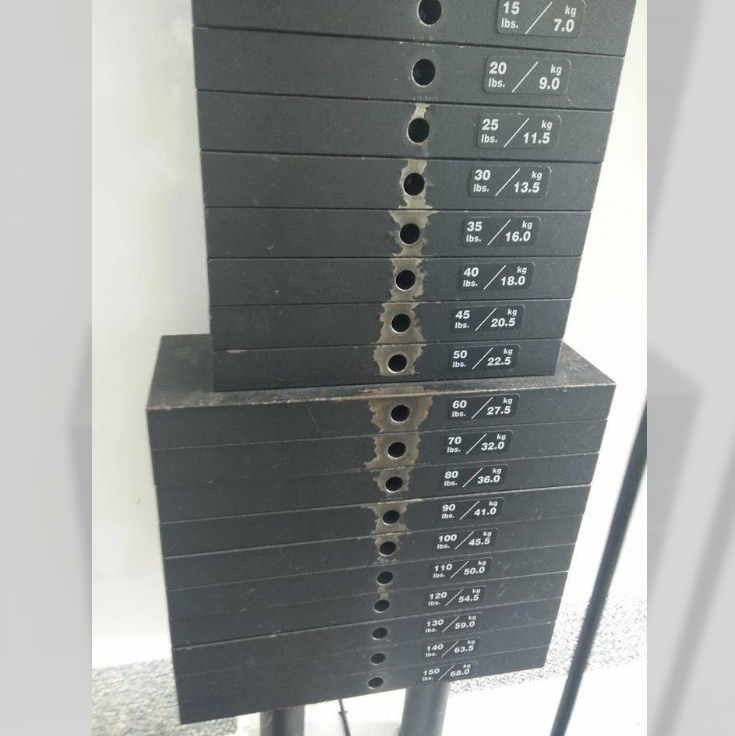 15 lbs. / kg 7.0
20 lbs. / kg 9.0
25 lbs. / kg 11.5
30 lbs. / kg 13.5
35 lbs. / kg 16.0
40 lbs. / kg 18.0
45 lbs. / kg 20.5
50 lbs. / kg 22.5
60 lbs. / kg 27.5
70 lbs. / kg 32.0
80 lbs. / kg 36.0
90 lbs. / kg 41.0
100 lbs. / kg 45.5
110 lbs. / kg 50.0
120 lbs. / kg 54.5
130 lbs. / kg 59.0
140 lbs. / kg 63.5
150 lbs. / kg 68.0